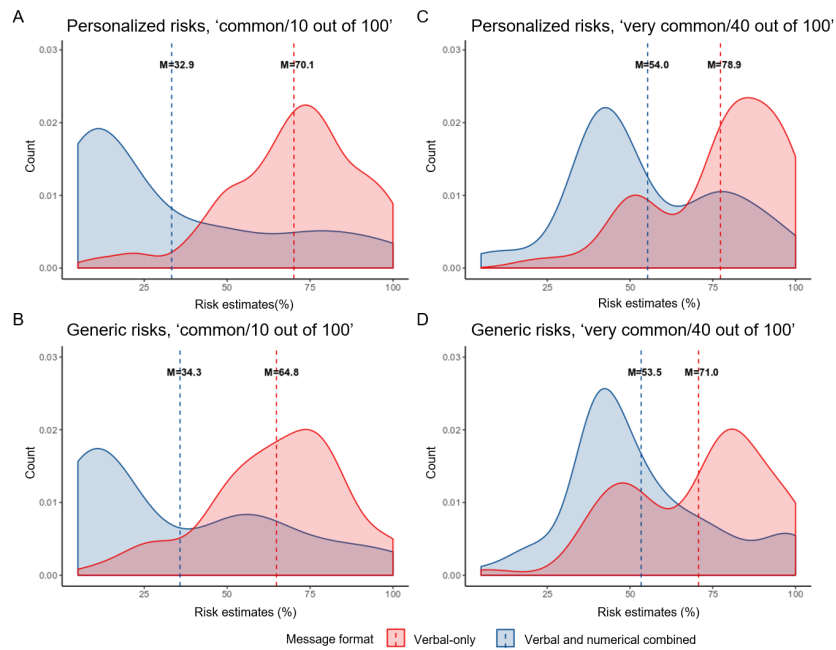 A
Personalized risks, ‘common/10 out of 100’
0.03
M=32.9
M=70.1
0.02
Count
0.01
0.00
25
50
75
100
Risk estimates(%)
C
Personalized risks, ‘very common/40 out of 100’
0.03
M=54.0
M=78.9
0.02
Count
0.01
0.00
25
50
75
100
Risk estimates (%)
B
Generic risks, ‘common/10 out of 100’
0.03
M=34.3
M=64.8
0.02
Count
0.01
0.00
25
50
75
100
Risk estimates (%)
D
Generic risks, ‘very common/40 out of 100’
0.03
M=53.5
M=71.0
0.02
Count
0.01
0.00
25
50
75
100
Risk estimates (%)
Message format
Verbal-only
Verbal and numerical combined